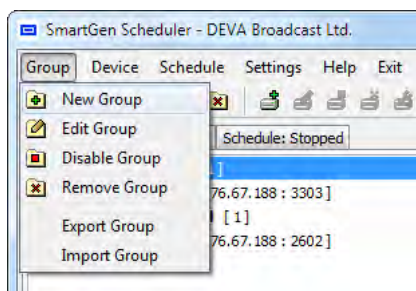 SmartGen Scheduler - DEVA Broadcast Ltd.
Group Device Schedule Settings Help Exit
New Group
Edit Group
Schedule: Stopped
Disable Group
]
Remove Group
76.67.188 : 3303]
[1]
Export Group
76.67.188 : 2602]
Import Group